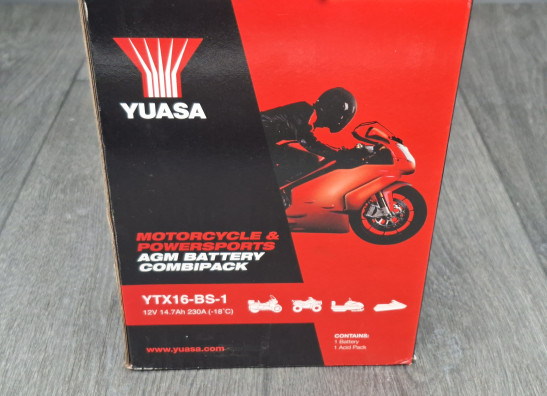 YUASA
MOTORCYCLE &
POWERSPORTS
AGM BATTERY
COMBIPACK
YTX16-BS-1
12V 14.7Ah 230A (-18°C)
www.yuasa.com
CONTAINS:
1 Battery
1 Acid Pack